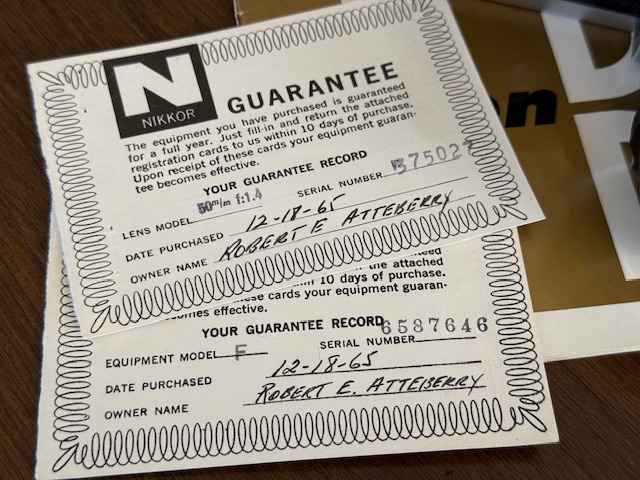 N
NIKKOR
GUARANTEE
The equipment you have purchased is guaranteed
for a full year. Just fill-in and return the attached
registration cards to us within 10 days of purchase.
Upon receipt of these cards your equipment guaran-
tee becomes effective.
YOUR GUARANTEE RECORD
LENS MODEL 50m/m f:1.4 SERIAL NUMBER 375027
DATE PURCHASED 12-18-65
OWNER NAME ROBERT E ATTEBERRY
the attached
10 days of purchase.
these cards your equipment guaran-
comes effective.
YOUR GUARANTEE RECORD
EQUIPMENT MODEL F SERIAL NUMBER 6587646
DATE PURCHASED 12-18-65
OWNER NAME ROBERT E. ATTEBERRY